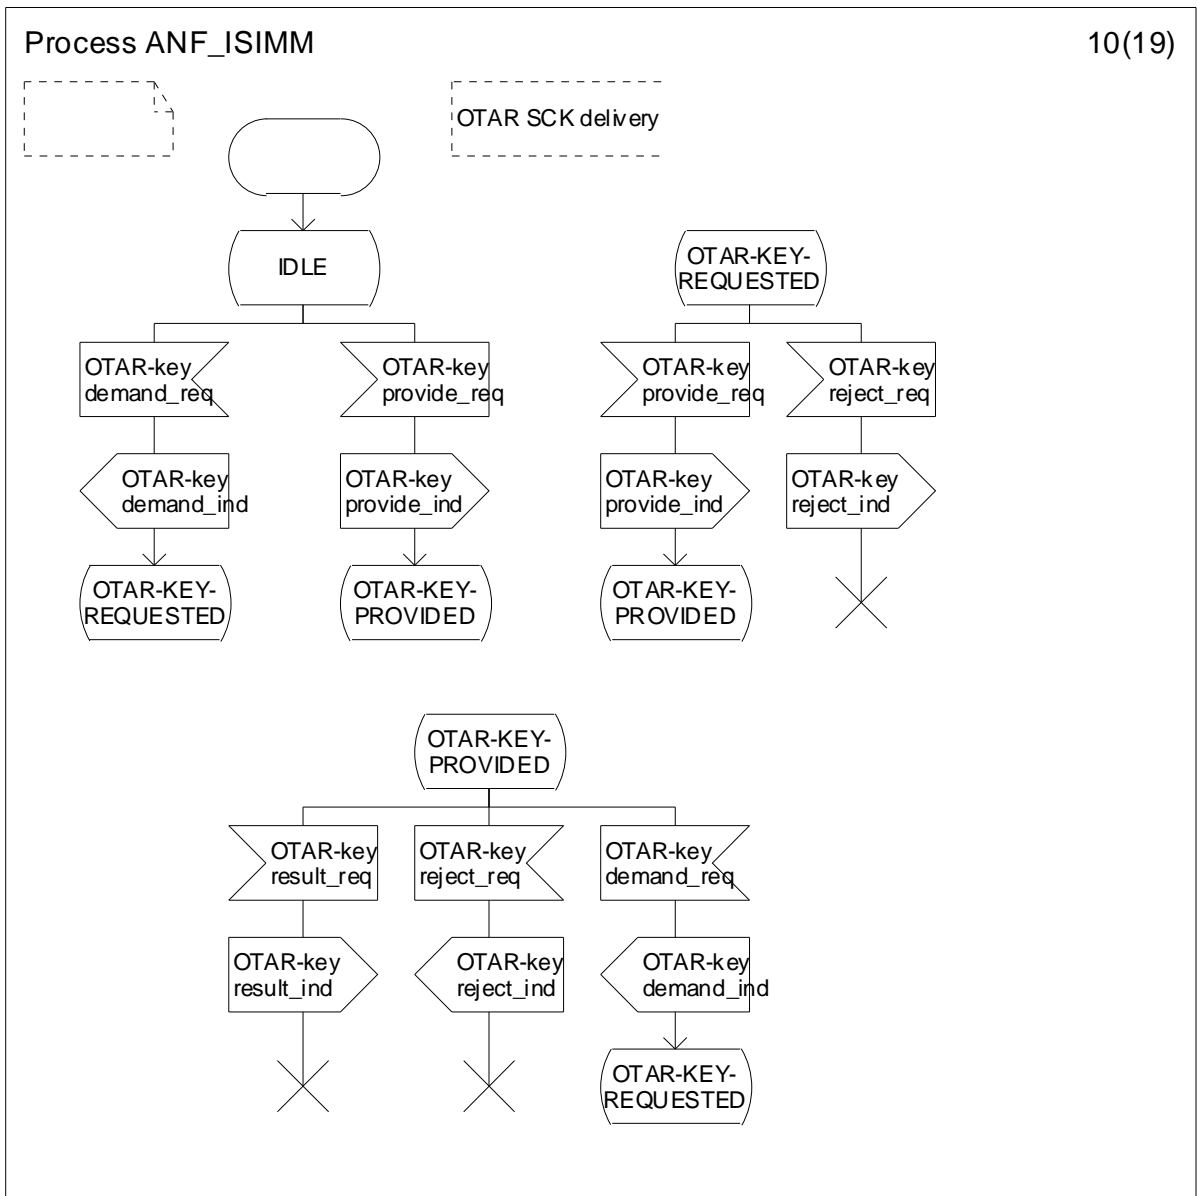 Process ANF_ISIMM
10(19)
OTAR SCK delivery
IDLE
OTAR-KEY-
REQUESTED
OTAR-key
demand_req
OTAR-key
provide_req
OTAR-key
provide_req
OTAR-key
reject_req
OTAR-key
demand_ind
OTAR-key
provide_ind
OTAR-key
provide_ind
OTAR-key
reject_ind
OTAR-KEY-
REQUESTED
OTAR-KEY-
PROVIDED
OTAR-KEY-
PROVIDED
OTAR-KEY-
PROVIDED
OTAR-key
result_req
OTAR-key
reject_req
OTAR-key
demand_req
OTAR-key
result_ind
OTAR-key
reject_ind
OTAR-key
demand_ind
OTAR-KEY-
REQUESTED